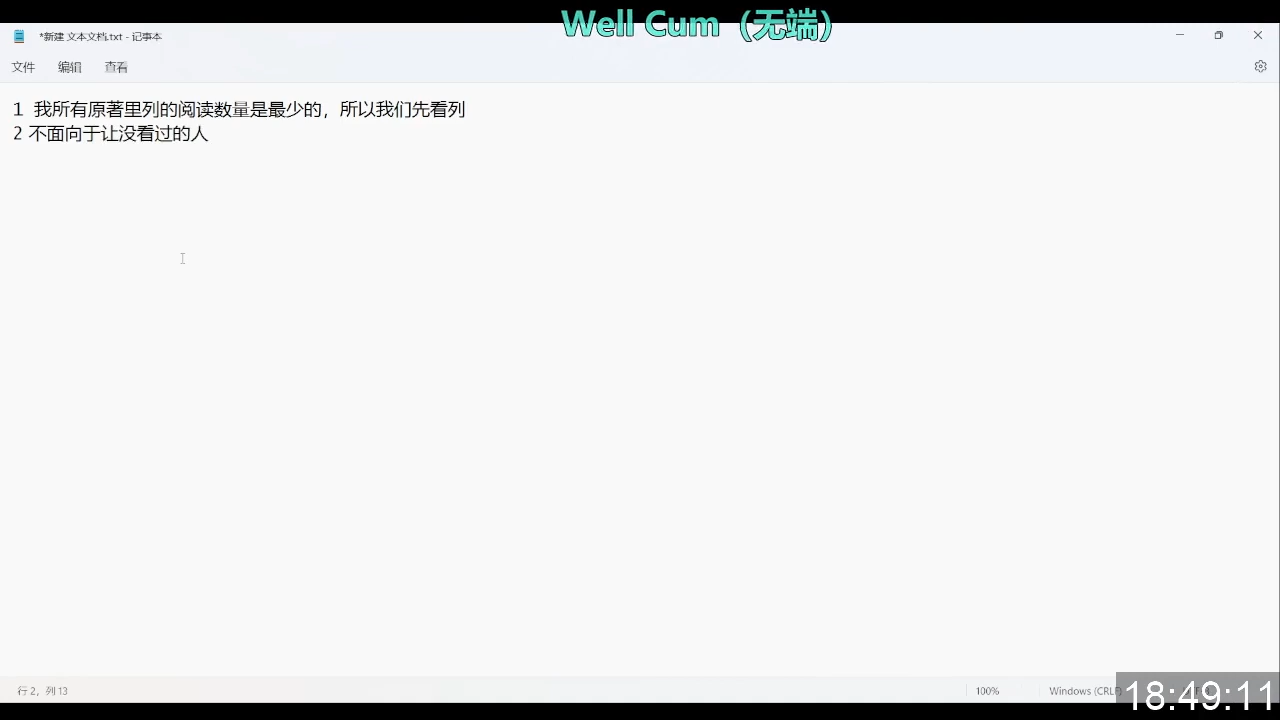 Well Cum（无端）
*新建 文本文档.txt - 记事本
文件 编辑 查看
1 我所有原著里列的阅读数量是最少的，所以我们先看列
2 不面向于让没看过的人
行 2，列 13 100% Windows (CRLF)
18:49:11